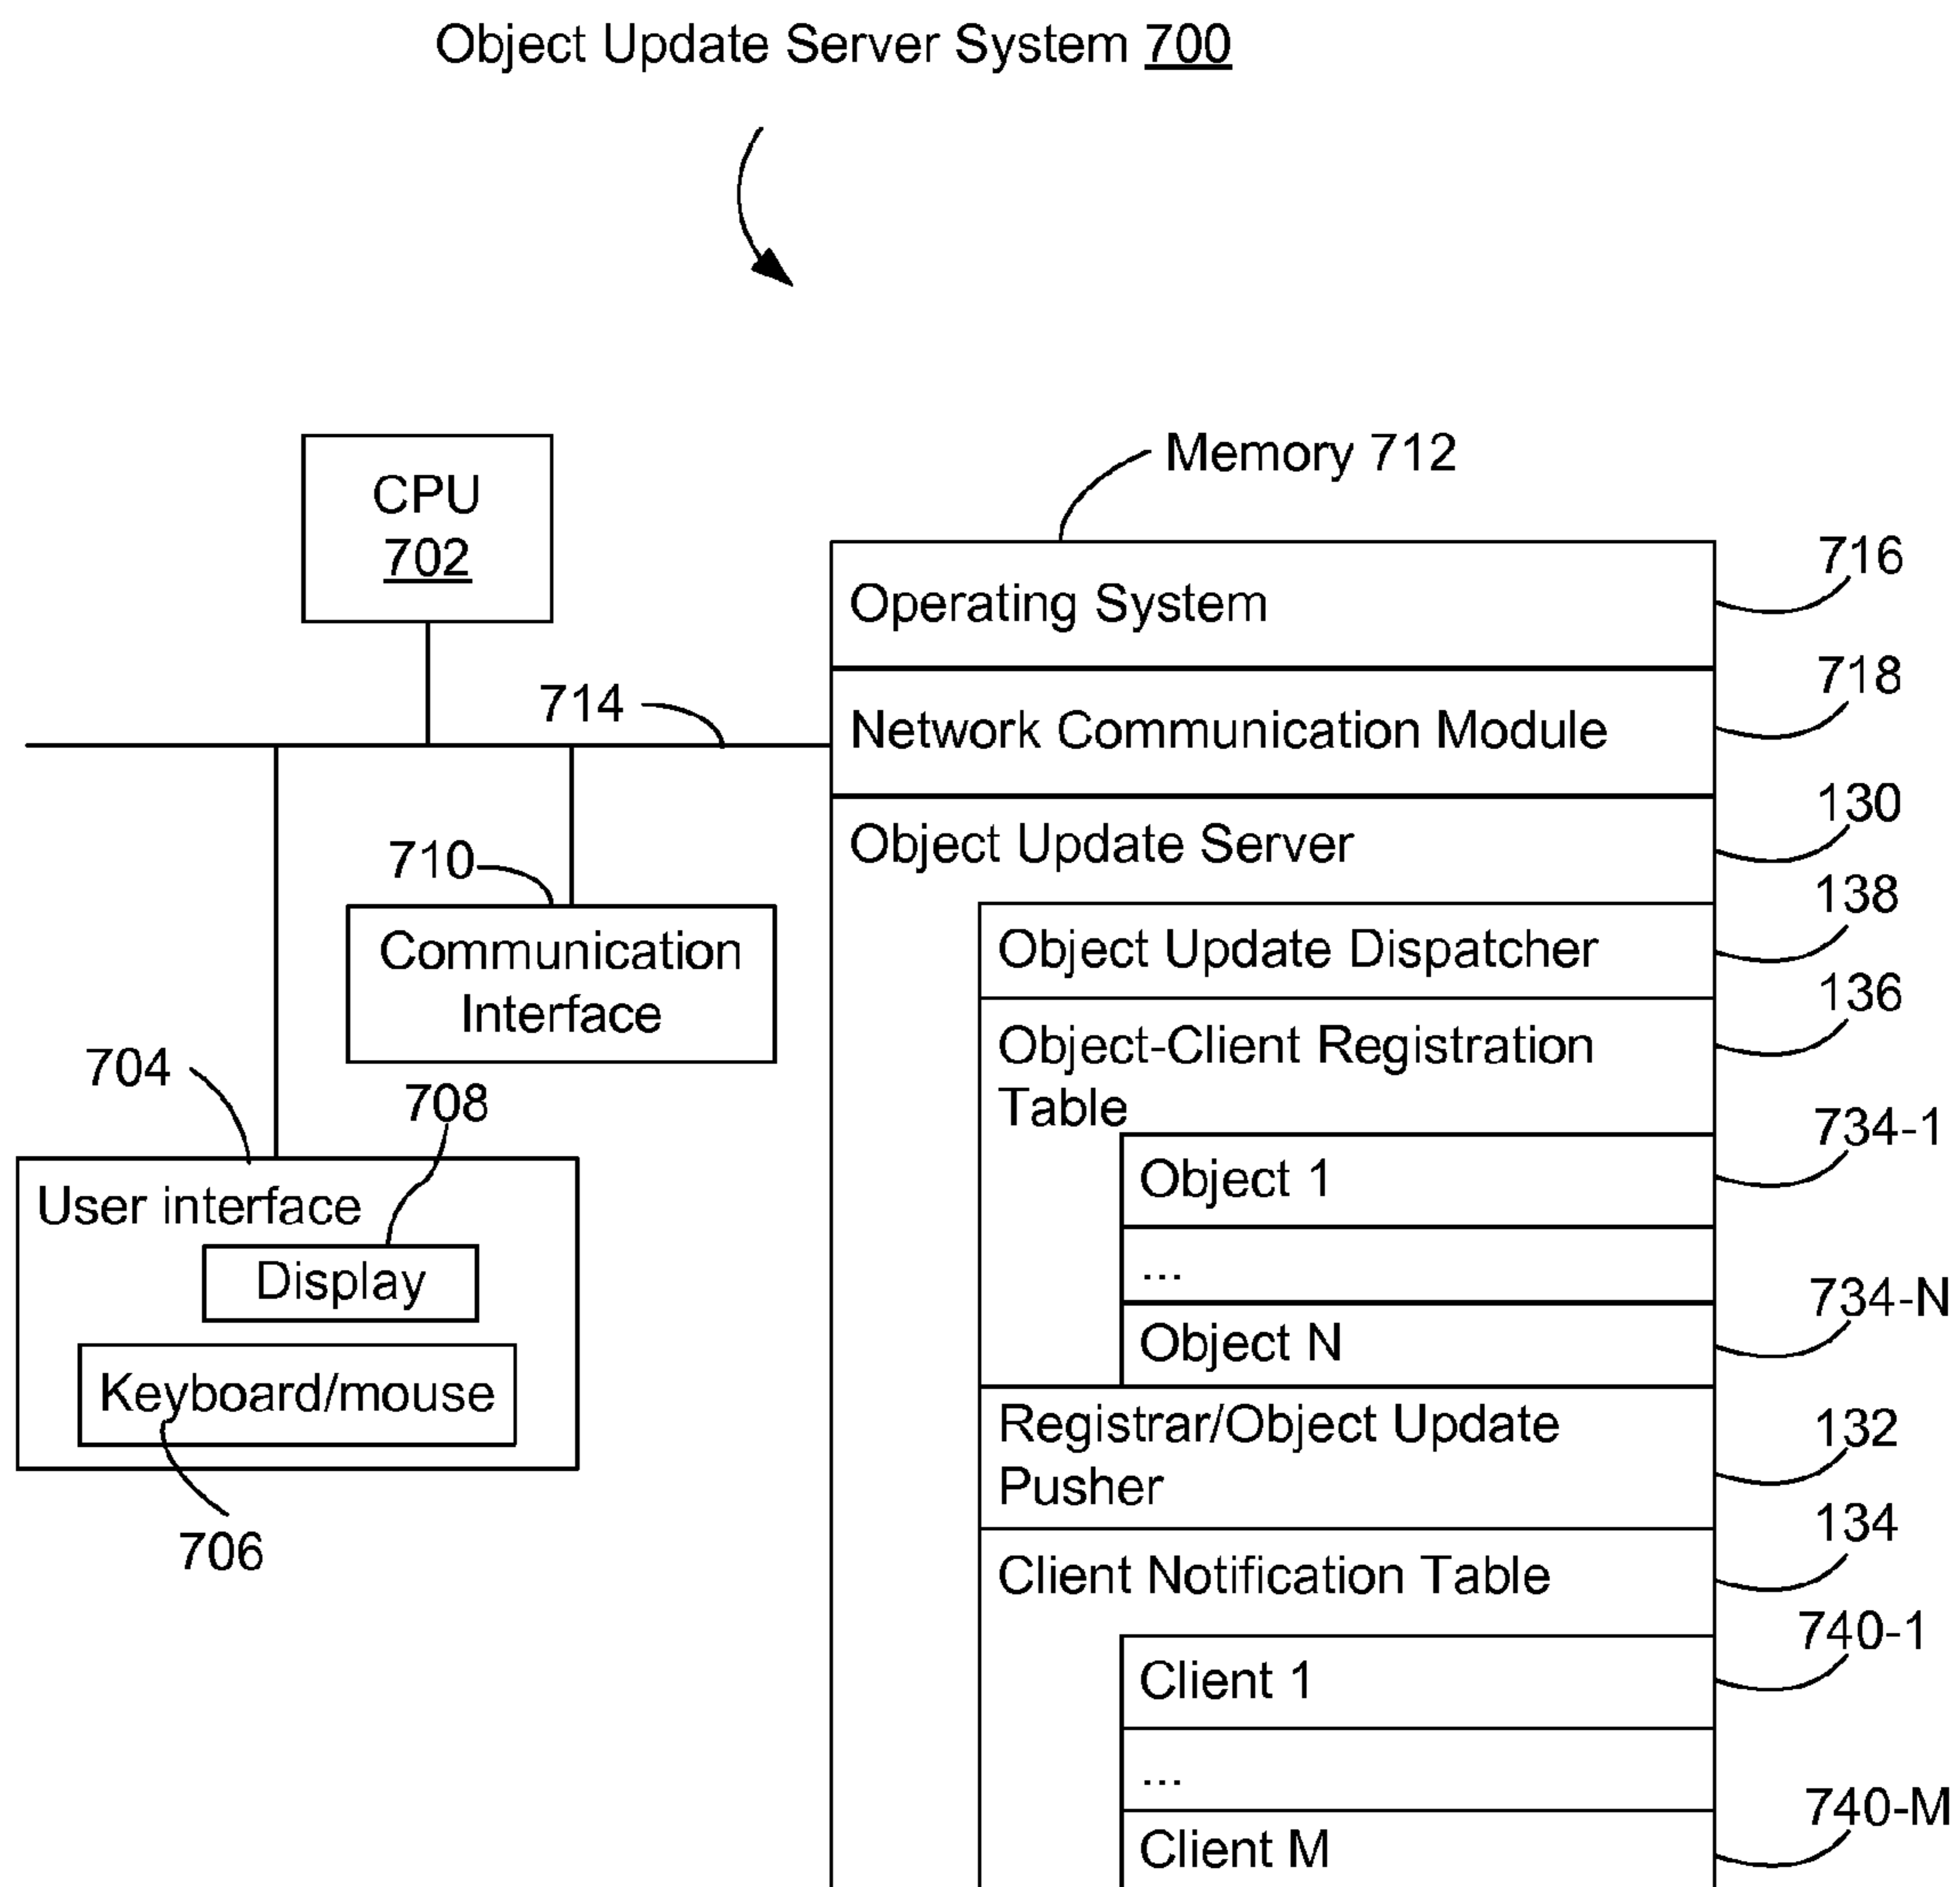 Object Update Server System 700
CPU
702
Memory 712
Operating System
716
714
Network Communication Module
718
Object Update Server
130
710
Communication
Interface
Object Update Dispatcher
138
Object-Client Registration
Table
136
704
708
User interface
Display
Keyboard/mouse
706
Object 1
734-1
...
Object N
734-N
Registrar/Object Update
Pusher
132
Client Notification Table
134
Client 1
740-1
...
Client M
740-M